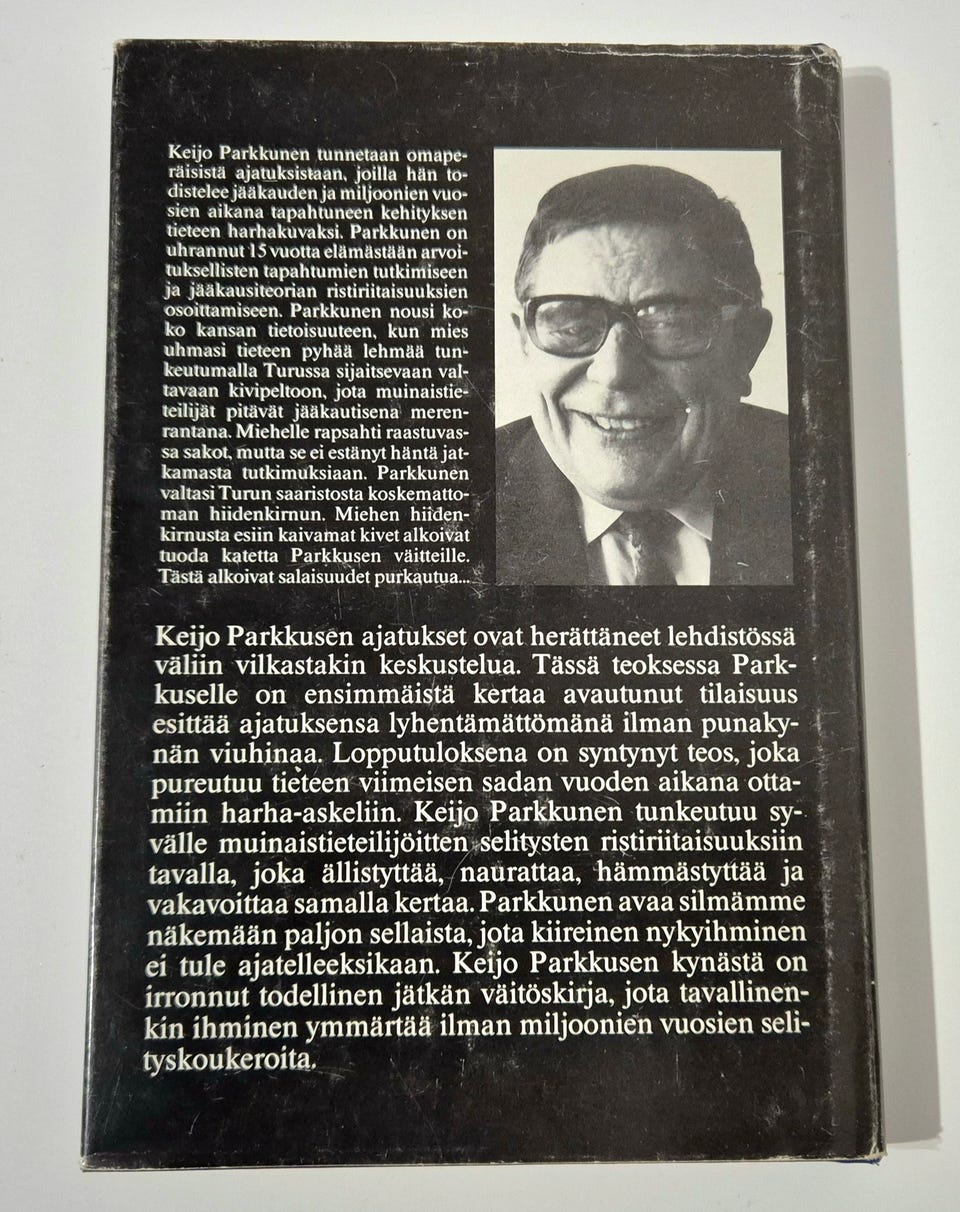 Keijo Parkkunen tunnetaan omape-
räisistä ajatuksistaan, joilla hän to-
distelee jääkauden ja miljoonien vuo-
sien aikana tapahtuneen kehityksen
tieteen harhakuvaksi. Parkkunen on
uhrannut 15 vuotta elämästään arvoi-
tuksellisten tapahtumien tutkimiseen
ja jääkausiteorian ristiriitaisuuksien
osoittamiseen. Parkkunen nousi ko-
ko kansan tietoisuuteen, kun mies
uhmasi tieteen pyhää lehmää tun-
keutumalla Turussa sijaitsevaan val-
tavaan kivipeltoon, jota muinaistie-
teilijät pitävät jääkautisena meren-
rantana. Miehelle rapsahti raastuvas-
sa sakot, mutta se ei estänyt häntä jat-
kamasta tutkimuksiaan. Parkkunen
valtasi Turun saaristosta koskematto-
man hiidenkirnun. Miehen hiiden-
kirnusta esiin kaivamat kivet alkoivat
tuoda katetta Parkkusen väitteille.
Tästä alkoivat salaisuudet purkautua...
Keijo Parkkusen ajatukset ovat herättäneet lehdistössä
väliin vilkastakin keskustelua. Tässä teoksessa Park-
kuselle on ensimmäistä kertaa avautunut tilaisuus
esittää ajatuksensa lyhentämättömänä ilman punaky-
nän viuhinaa. Lopputuloksena on syntynyt teos, joka
pureutuu tieteen viimeisen sadan vuoden aikana otta-
miin harha-askeliin. Keijo Parkkunen tunkeutuu sy-
välle muinaistieteilijöitten selitysten ristiriitaisuuksiin
tavalla, joka ällistyttää, naurattaa, hämmästyttää ja
vakavoittaa samalla kertaa. Parkkunen avaa silmämme
näkemään paljon sellaista, jota kiireinen nykyihminen
ei tule ajatelleeksikaan. Keijo Parkkusen kynästä on
irronnut todellinen jätkän väitöskirja, jota tavallinen-
kin ihminen ymmärtää ilman miljoonien vuosien seli-
tyskoukeroita.